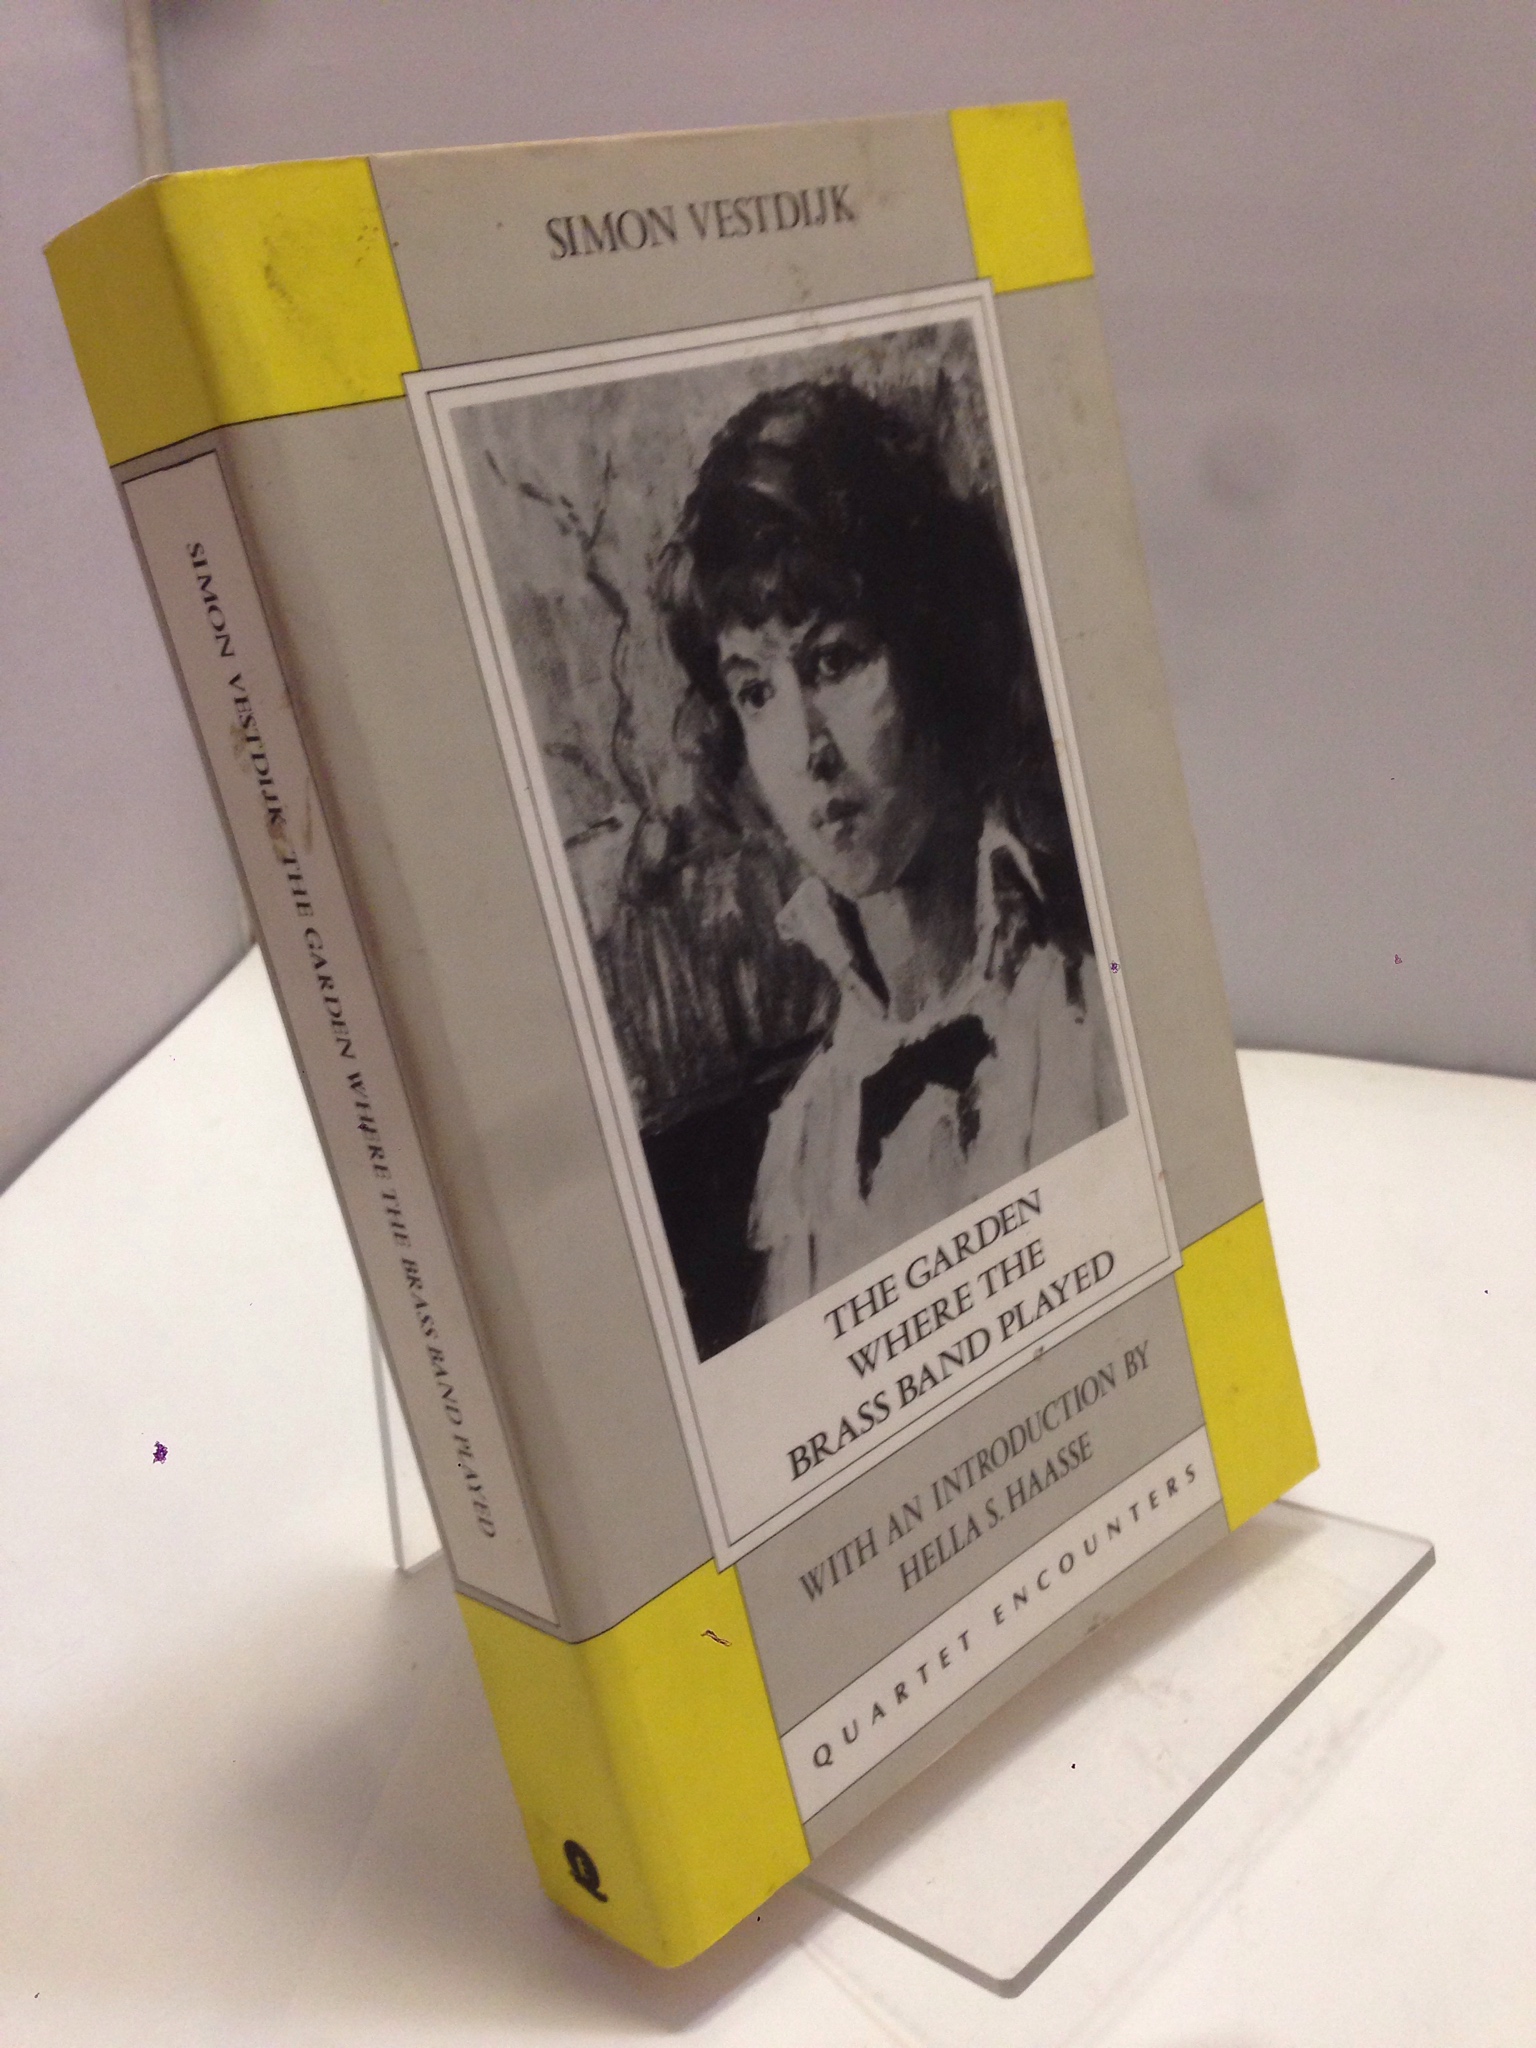 SIMON VESTDIJK
THE GARDEN
WHERE THE
BRASS BAND PLAYED
WITH AN INTRODUCTION BY
HELLA S. HAASSE
QUARTET ENCOUNTERS
SIMON VESTDIJK THE GARDEN WHERE THE BRASS BAND PLAYED
Q